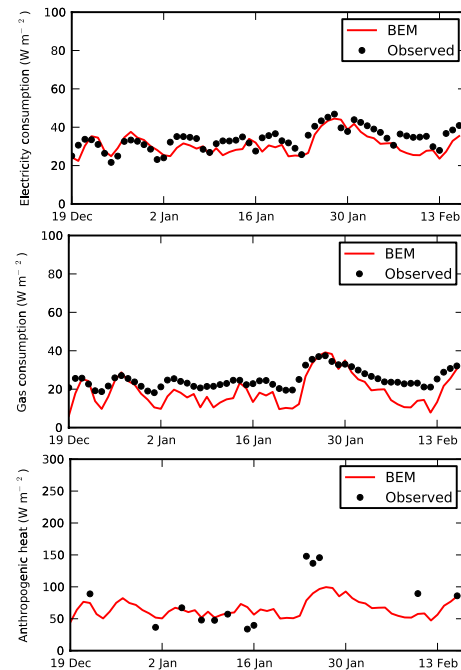 100
80
60
40
20
0
Electricity consumption (W m⁻²)
BEM
Observed
19 Dec 2 Jan 16 Jan 30 Jan 13 Feb
100
80
60
40
20
0
Gas consumption (W m⁻²)
BEM
Observed
19 Dec 2 Jan 16 Jan 30 Jan 13 Feb
300
250
200
150
100
50
0
Anthropogenic heat (W m⁻²)
BEM
Observed
19 Dec 2 Jan 16 Jan 30 Jan 13 Feb